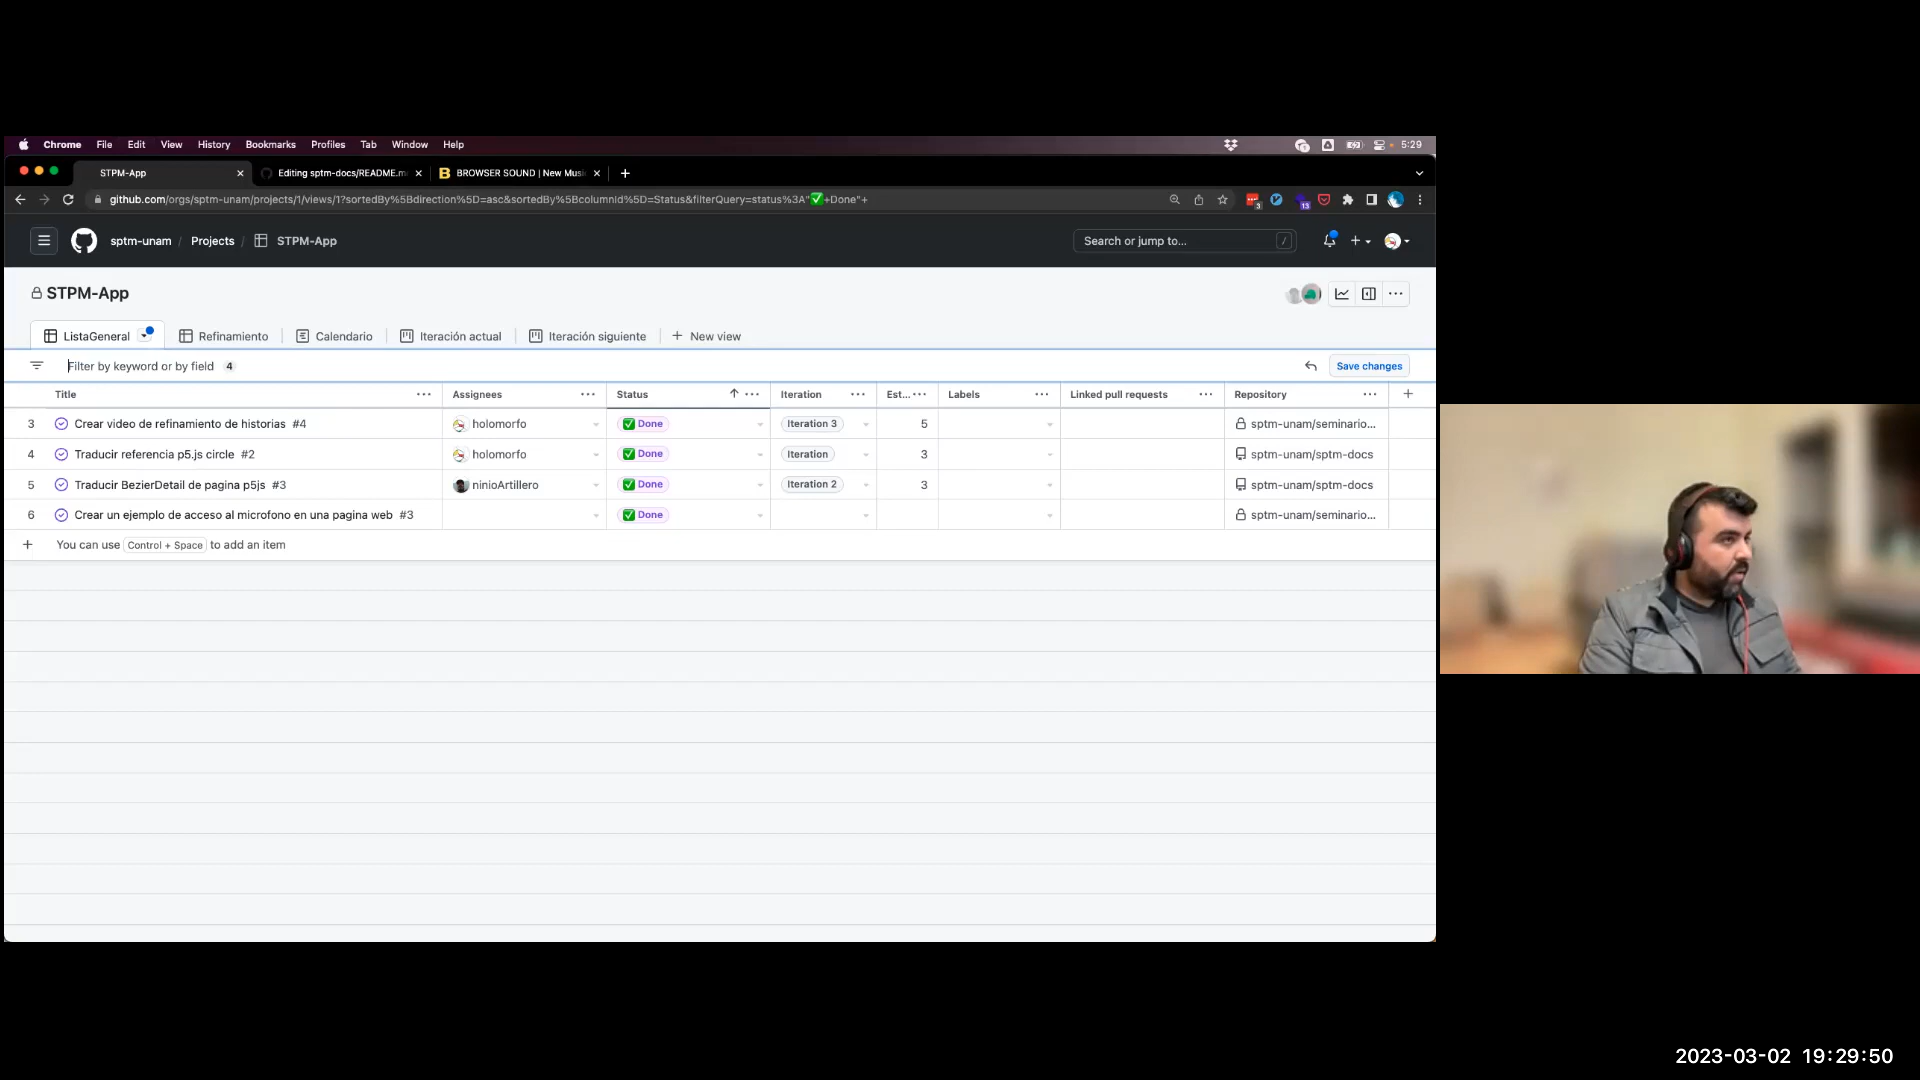 Chrome File Edit View History Bookmarks Profiles Tab Window Help 5:29
STPM-App Editing sptm-docs/README.m BROWSER SOUND | New Musi
github.com/orgs/sptm-unam/projects/1/views/1?sortedBy%5Bdirection%5D=asc&sortedBy%5BcolumnId%5D=Status&filterQuery=status%3A"✅+Done"+ 3 13
sptm-unam / Projects / STPM-App Search or jump to... /
STPM-App
ListaGeneral Refinamiento Calendario Iteración actual Iteración siguiente + New view
Filter by keyword or by field 4 Save changes
Title Assignees Status Iteration Est... Labels Linked pull requests Repository
3 Crear video de refinamiento de historias #4 holomorfo ✅ Done Iteration 3 5 sptm-unam/seminario...
4 Traducir referencia p5.js circle #2 holomorfo ✅ Done Iteration 3 sptm-unam/sptm-docs
5 Traducir BezierDetail de pagina p5js #3 ninioArtillero ✅ Done Iteration 2 3 sptm-unam/sptm-docs
6 Crear un ejemplo de acceso al microfono en una pagina web #3 ✅ Done sptm-unam/seminario...
+ You can use Control + Space to add an item
2023-03-02 19:29:50